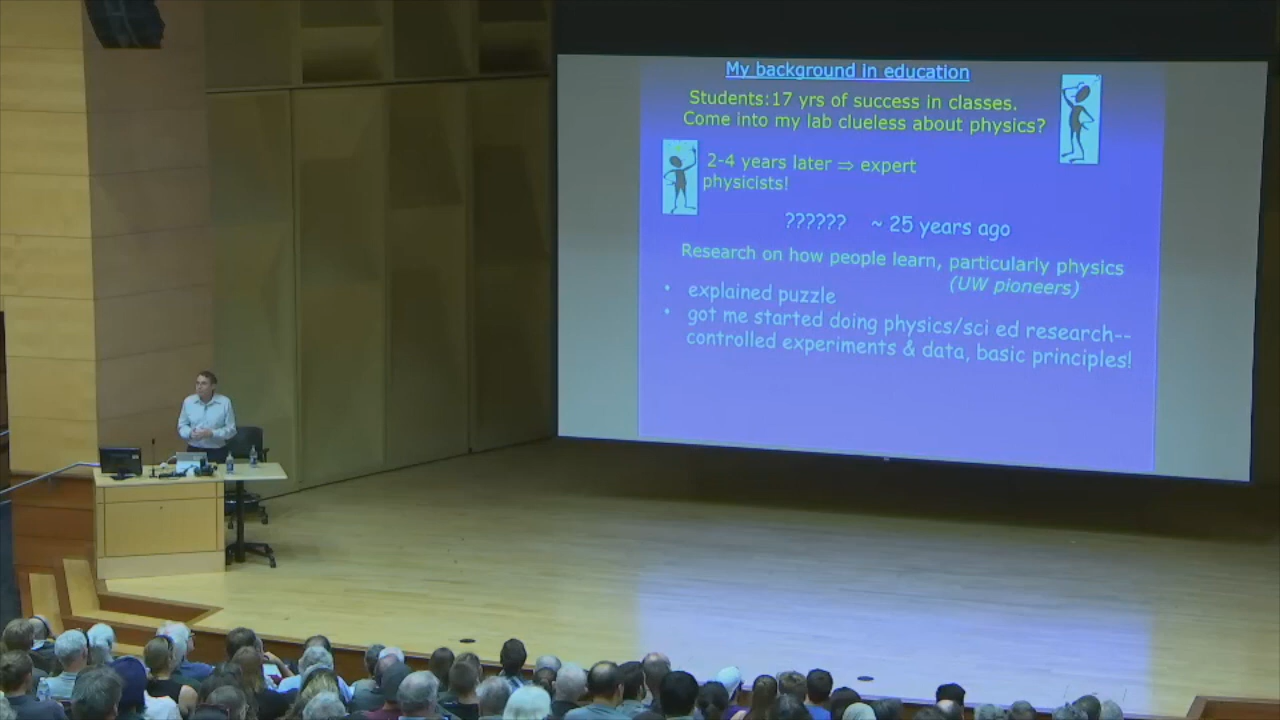 My background in education
Students:17 yrs of success in classes.
Come into my lab clueless about physics?
2-4 years later ⇒ expert
physicists!
?????? ~ 25 years ago
Research on how people learn, particularly physics
(UW pioneers)
• explained puzzle
• got me started doing physics/sci ed research--
controlled experiments & data, basic principles!